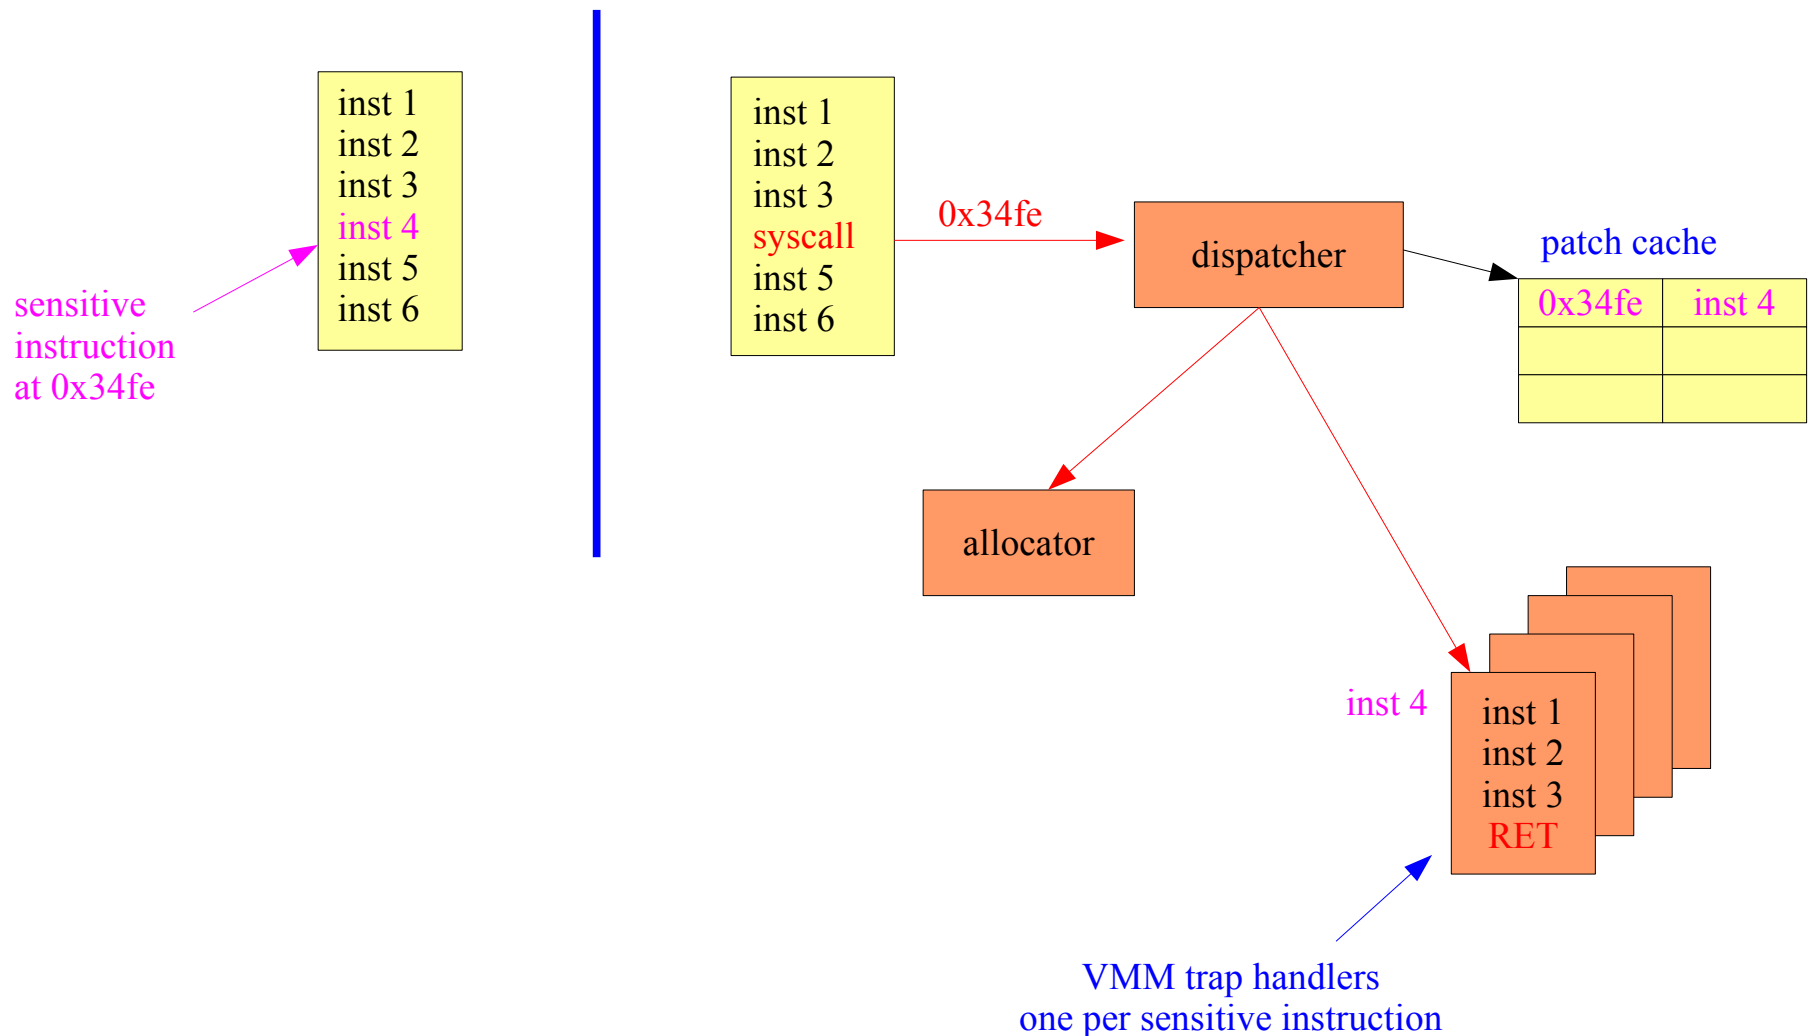 inst 1
inst 2
inst 3
inst 4
inst 5
inst 6
sensitive
instruction
at 0x34fe
inst 1
inst 2
inst 3
syscall
inst 5
inst 6
0x34fe
dispatcher
patch cache
0x34fe inst 4
allocator
inst 4
inst 1
inst 2
inst 3
RET
VMM trap handlers
one per sensitive instruction